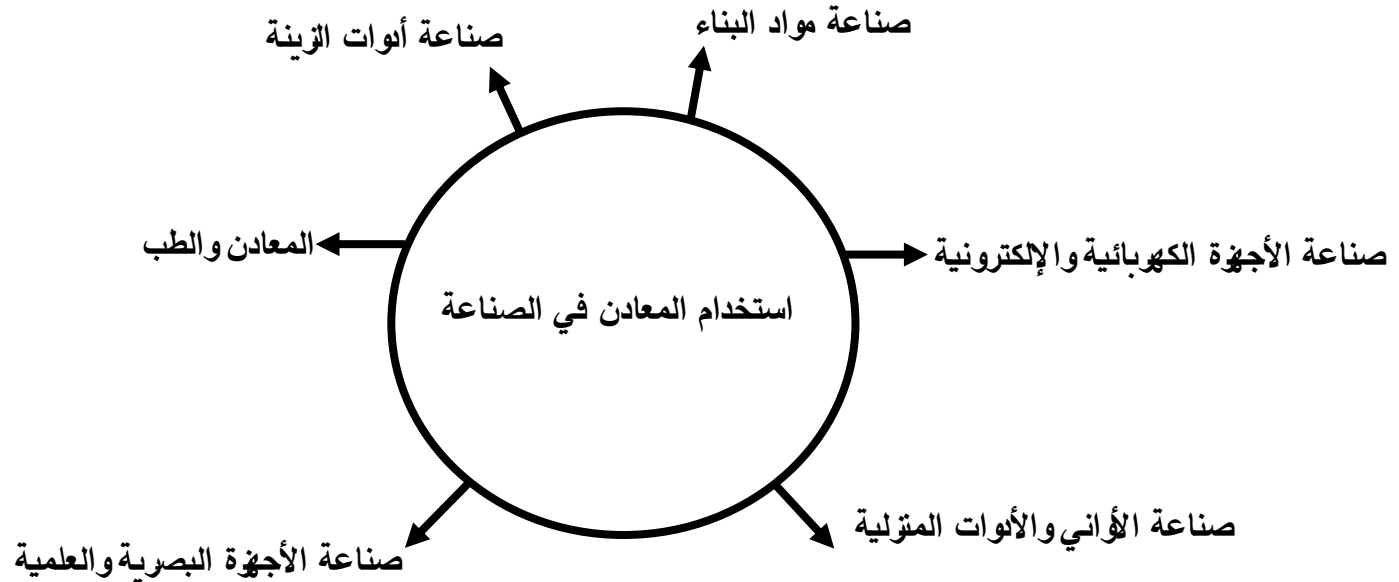 صناعة مواد البناء
صناعة أدوات الزينة
المعادن والطب
صناعة الأجهزة الكهربائية والإلكترونية
استخدام المعادن في الصناعة
صناعة الأواني والأدوات المنزلية
صناعة الأجهزة البصرية والعلمية